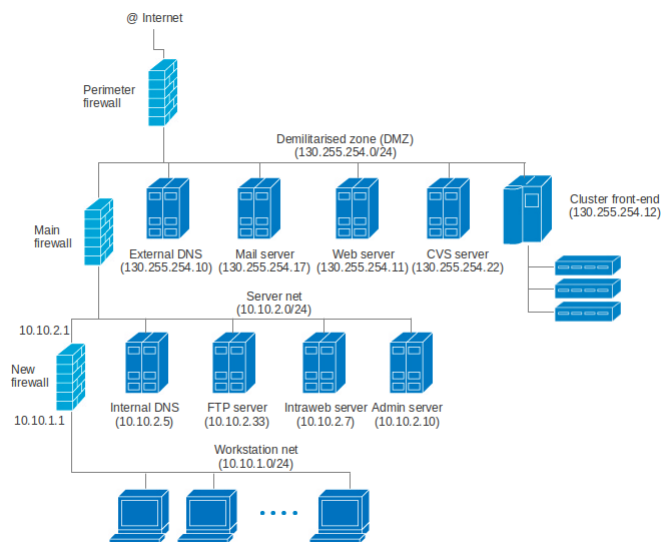 @ Internet
Perimeter
firewall
Demilitarised zone (DMZ)
(130.255.254.0/24)
Main
firewall
External DNS
(130.255.254.10)
Mail server
(130.255.254.17)
Web server
(130.255.254.11)
CVS server
(130.255.254.22)
Cluster front-end
(130.255.254.12)
Server net
(10.10.2.0/24)
10.10.2.1
New
firewall
10.10.1.1
Internal DNS
(10.10.2.5)
FTP server
(10.10.2.33)
Intraweb server
(10.10.2.7)
Admin server
(10.10.2.10)
Workstation net
(10.10.1.0/24)